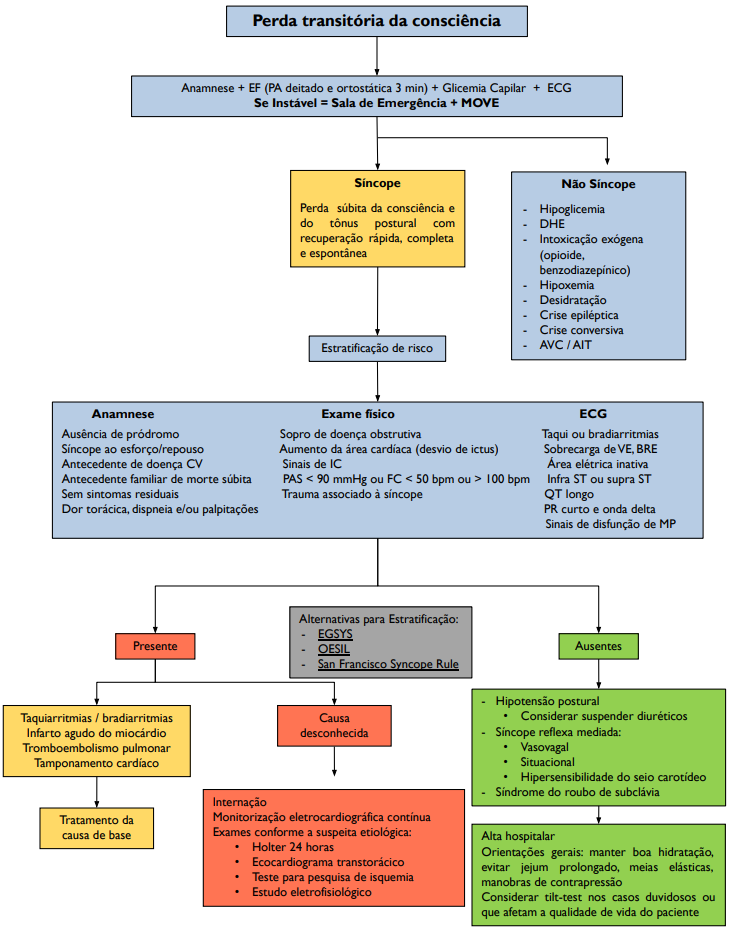 Perda transitória da consciência
Anamnese + EF (PA deitado e ortostática 3 min) + Glicemia Capilar + ECG
Se Instável = Sala de Emergência + MOVE
Síncope
Perda súbita da consciência e
do tônus postural com
recuperação rápida, completa
e espontânea
Não Síncope
- Hipoglicemia
- DHE
- Intoxicação exógena
(opioide,
benzodiazepínico)
- Hipoxemia
- Desidratação
- Crise epiléptica
- Crise conversiva
- AVC / AIT
Estratificação de risco
Anamnese
Ausência de pródromo
Síncope ao esforço/repouso
Antecedente de doença CV
Antecedente familiar de morte súbita
Sem sintomas residuais
Dor torácica, dispneia e/ou palpitações
Exame físico
Sopro de doença obstrutiva
Aumento da área cardíaca (desvio de ictus)
Sinais de IC
PAS < 90 mmHg ou FC < 50 bpm ou > 100 bpm
Trauma associado à síncope
ECG
Taqui ou bradiarritmias
Sobrecarga de VE, BRE
Área elétrica inativa
Infra ST ou supra ST
QT longo
PR curto e onda delta
Sinais de disfunção de MP
Presente
Alternativas para Estratificação:
- EGSYS
- OESIL
- San Francisco Syncope Rule
Ausentes
Taquiarritmias / bradiarritmias
Infarto agudo do miocárdio
Tromboembolismo pulmonar
Tamponamento cardíaco
Causa
desconhecida
- Hipotensão postural
• Considerar suspender diuréticos
- Síncope reflexa mediada:
• Vasovagal
• Situacional
• Hipersensibilidade do seio carotídeo
- Síndrome do roubo de subclávia
Tratamento da
causa de base
Internação
Monitorização eletrocardiográfica contínua
Exames conforme a suspeita etiológica:
• Holter 24 horas
• Ecocardiograma transtorácico
• Teste para pesquisa de isquemia
• Estudo eletrofisiológico
Alta hospitalar
Orientações gerais: manter boa hidratação,
evitar jejum prolongado, meias elásticas,
manobras de contrapressão
Considerar tilt-test nos casos duvidosos ou
que afetam a qualidade de vida do paciente